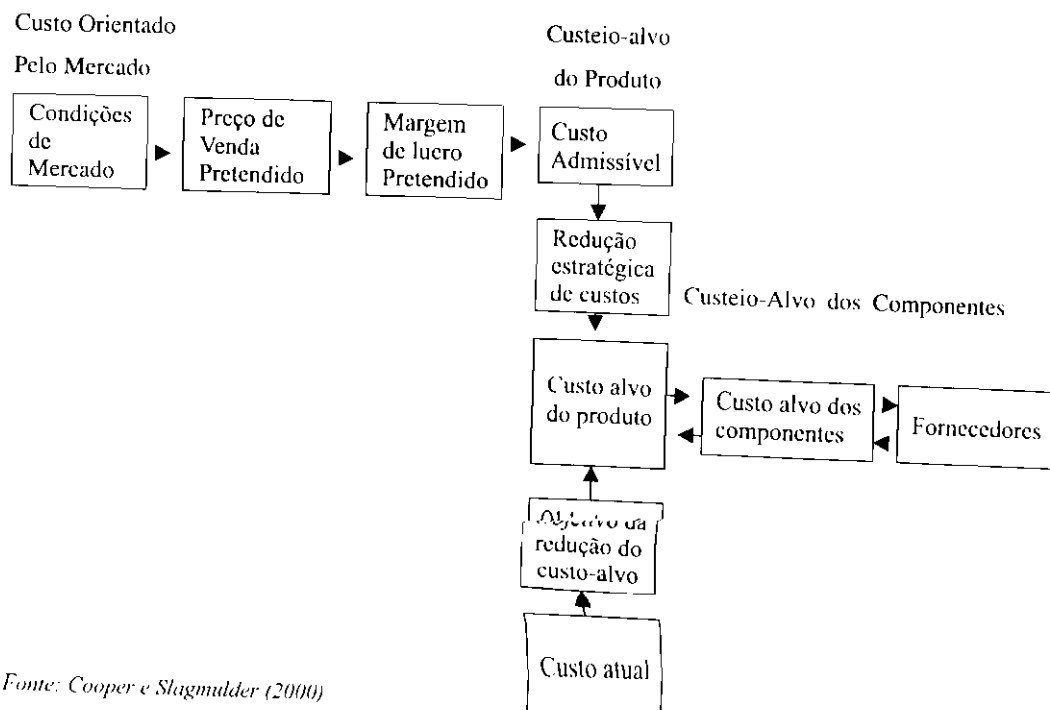 Custo Orientado
Pelo Mercado
Custeio-alvo
do Produto
Condições
de
Mercado
Preço de
Venda
Pretendido
Margem
de lucro
Pretendido
Custo
Admissível
Redução
estratégica
de custos
Custeio-Alvo dos Componentes
Custo alvo
do produto
Custo alvo dos
componentes
Fornecedores
Objetivo da
redução do
custo-alvo
Custo atual
Fonte: Cooper e Slagmulder (2000)